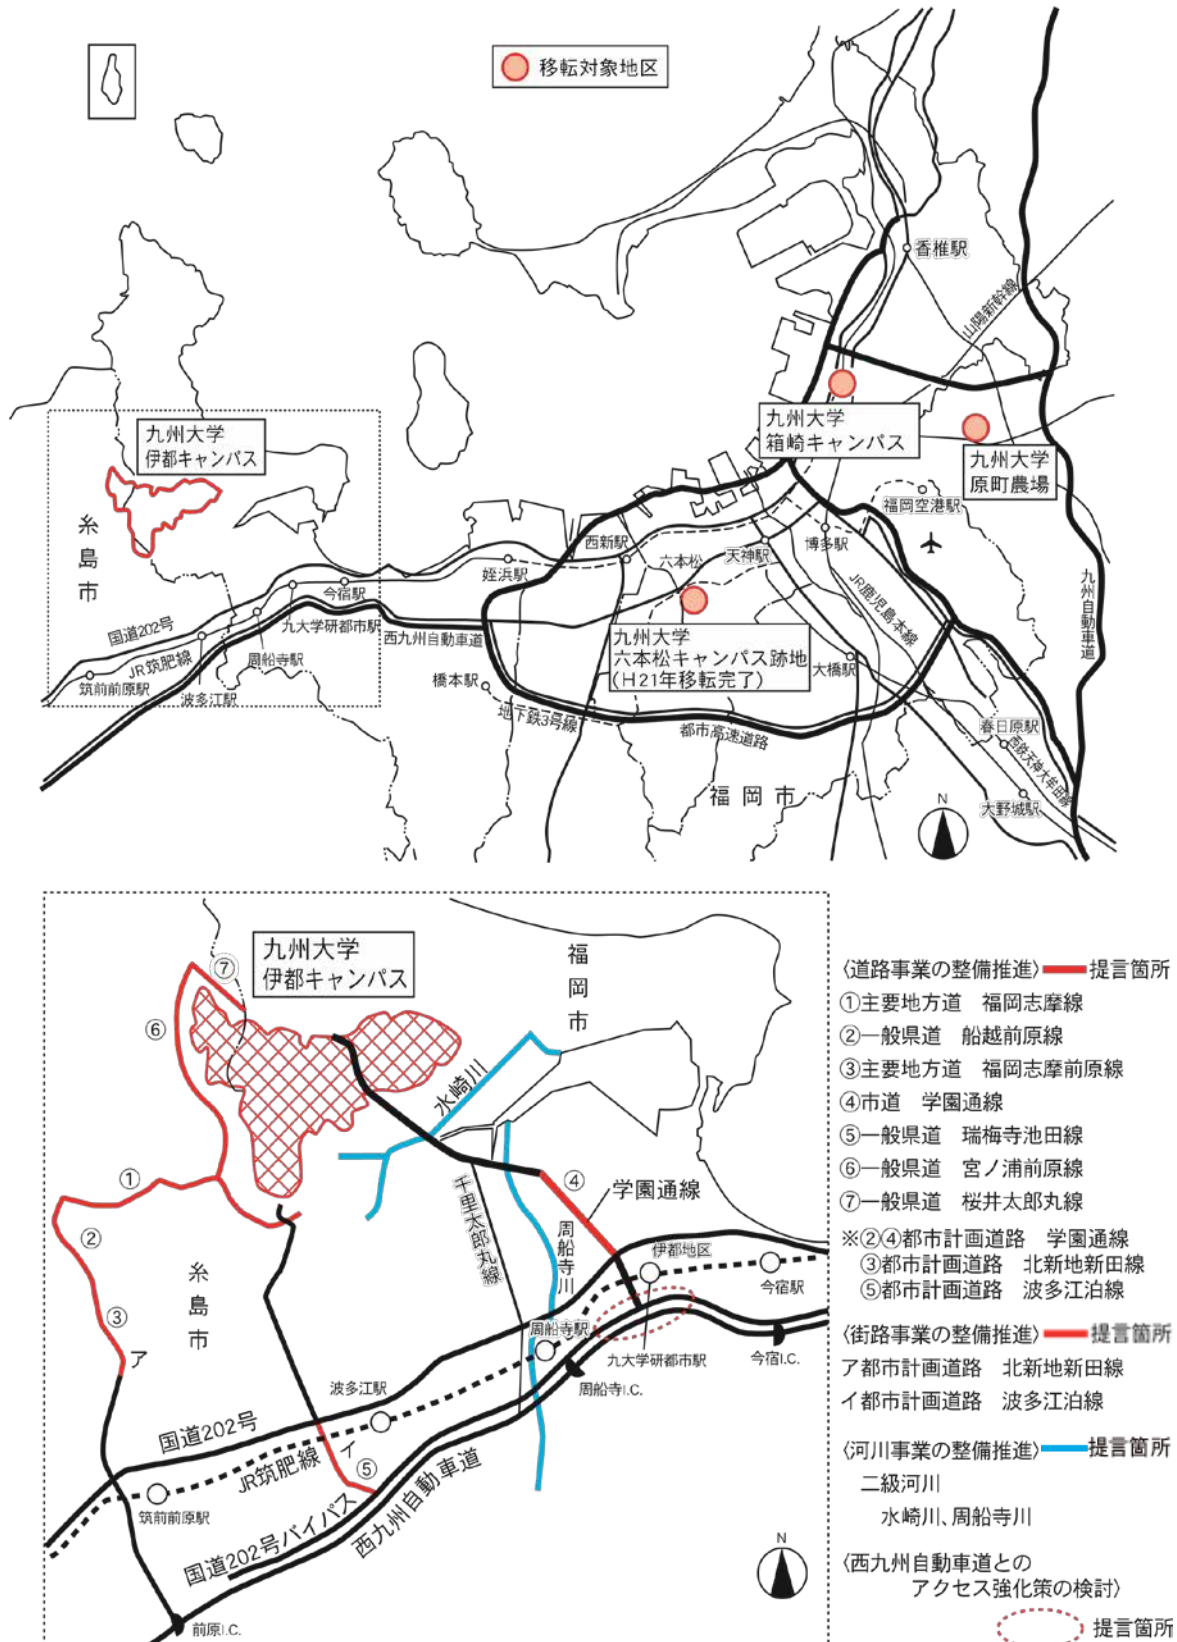 移転対象地区
香椎駅
山陽新幹線
九州大学
箱崎キャンパス
九州大学
原町農場
九州大学
伊都キャンパス
糸島市
福岡空港駅
西新駅
六本松
天神駅
博多駅
姪浜駅
今宿駅
国道202号
九大学研都市駅
西九州自動車道
JR鹿児島本線
九州自動車道
九州大学
六本松キャンパス跡地
(H21年移転完了)
大橋駅
周船寺駅
JR筑肥線
筑前前原駅
波多江駅
橋本駅
地下鉄3号線
都市高速道路
春日原駅
西鉄天神大牟田線
福岡市
大野城駅
N
九州大学
伊都キャンパス
福岡市
⑦
⑥
水崎川
①
④
学園通線
千里太郎丸線
②
周船寺川
伊都地区
糸島市
今宿駅
③
ア
周船寺駅
九大学研都市駅
今宿I.C.
波多江駅
周船寺I.C.
国道202号
イ
JR筑肥線
⑤
筑前前原駅
国道202号バイパス
西九州自動車道
N
前原I.C.
〈道路事業の整備推進〉 提言箇所
①主要地方道 福岡志摩線
②一般県道 船越前原線
③主要地方道 福岡志摩前原線
④市道 学園通線
⑤一般県道 瑞梅寺池田線
⑥一般県道 宮ノ浦前原線
⑦一般県道 桜井太郎丸線
※②④都市計画道路 学園通線
③都市計画道路 北新地新田線
⑤都市計画道路 波多江泊線
〈街路事業の整備推進〉 提言箇所
ア都市計画道路 北新地新田線
イ都市計画道路 波多江泊線
〈河川事業の整備推進〉 提言箇所
二級河川
水崎川、周船寺川
〈西九州自動車道との
アクセス強化策の検討〉
提言箇所